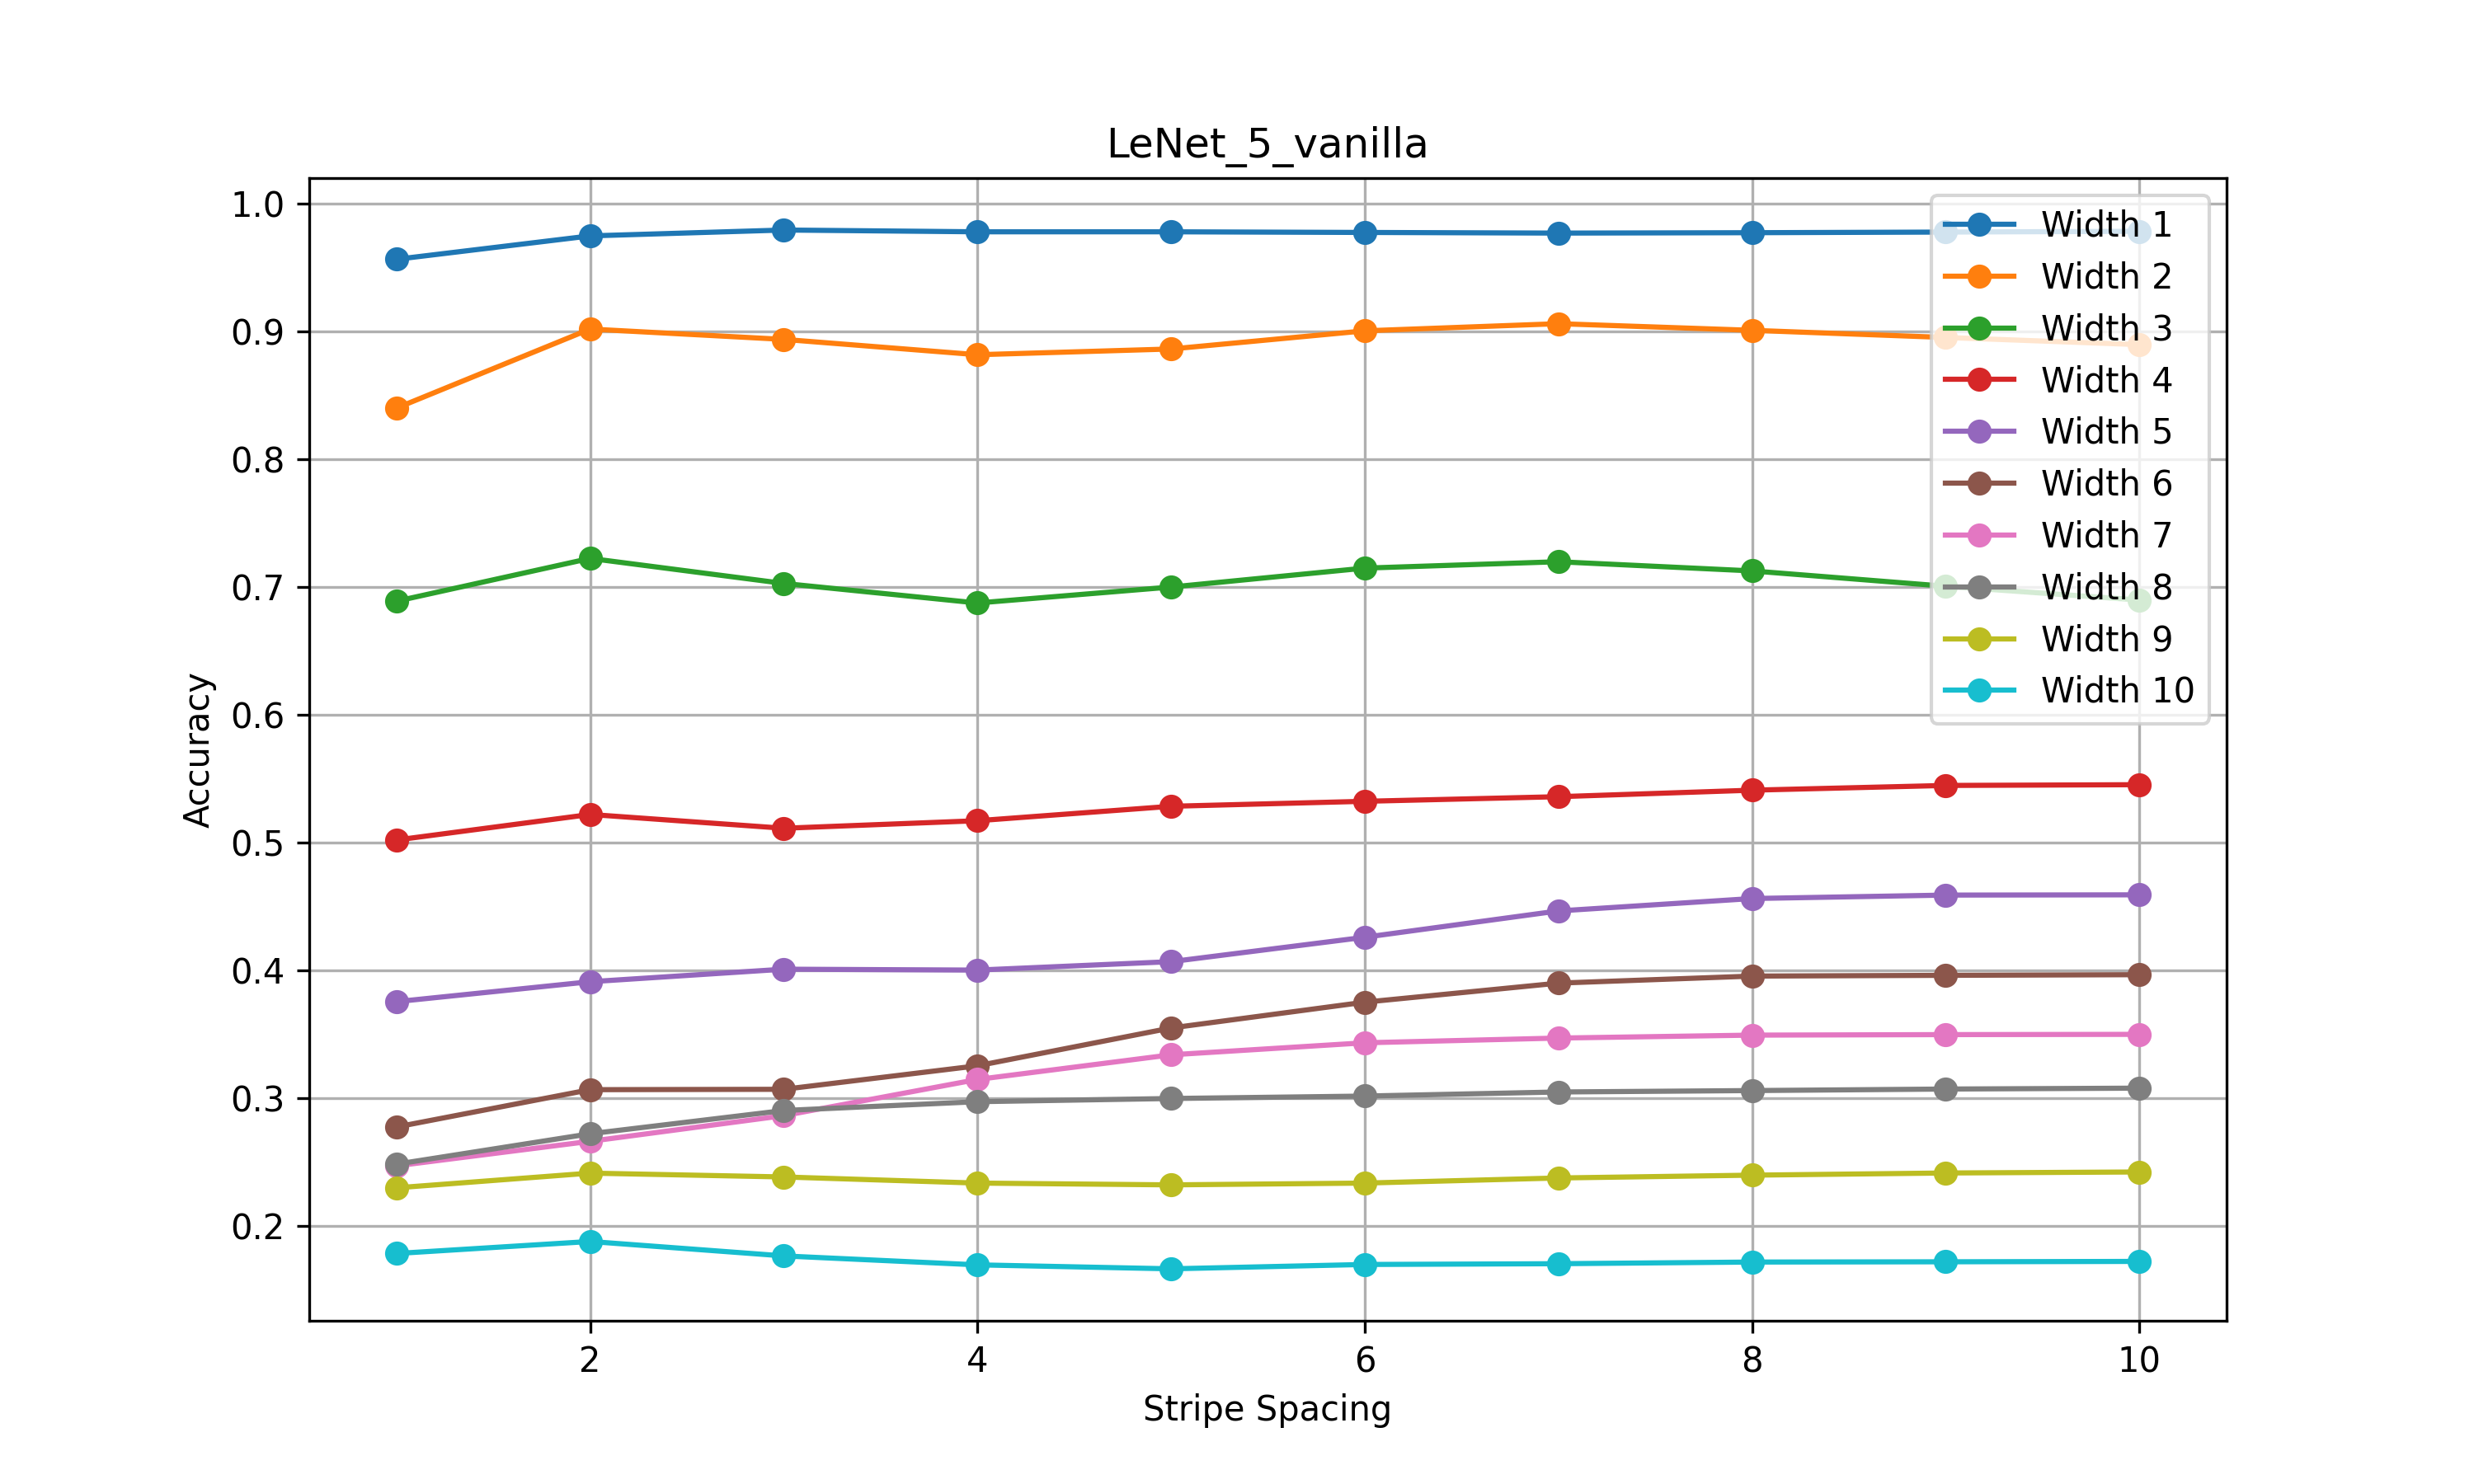 LeNet_5_vanilla
1.0
0.9
0.8
0.7
0.6
0.5
0.4
0.3
0.2
Accuracy
Width 1
Width 2
Width 3
Width 4
Width 5
Width 6
Width 7
Width 8
Width 9
Width 10
2 4 6 8 10
Stripe Spacing